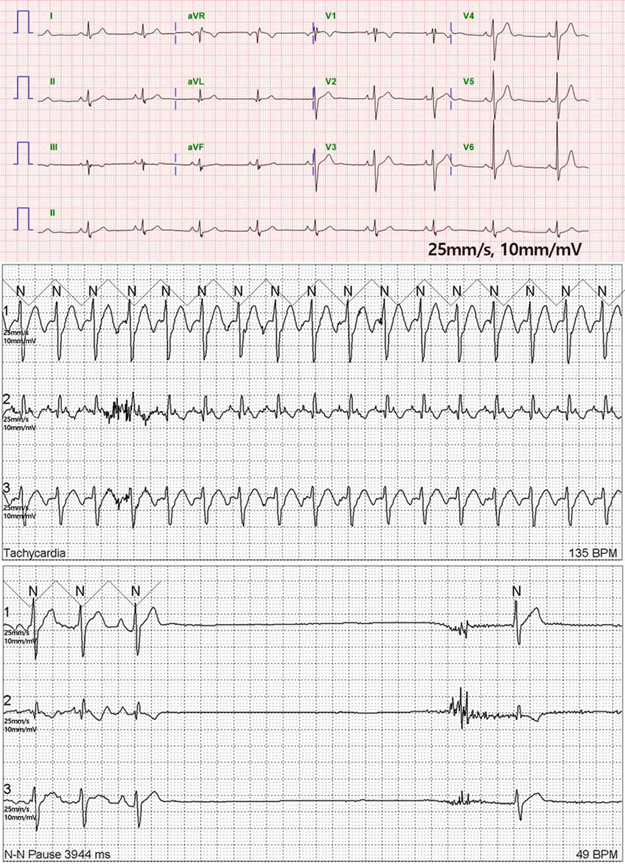 I aVR V1 V4
II aVL V2 V5
III aVF V3 V6
II
25mm/s, 10mm/mV
N N N N N N N N N N N N N N N N N
1
25mm/s
10mm/mV
2
25mm/s
10mm/mV
3
25mm/s
10mm/mV
Tachycardia 135 BPM
N N N N
1
25mm/s
10mm/mV
2
25mm/s
10mm/mV
3
25mm/s
10mm/mV
N-N Pause 3944 ms 49 BPM